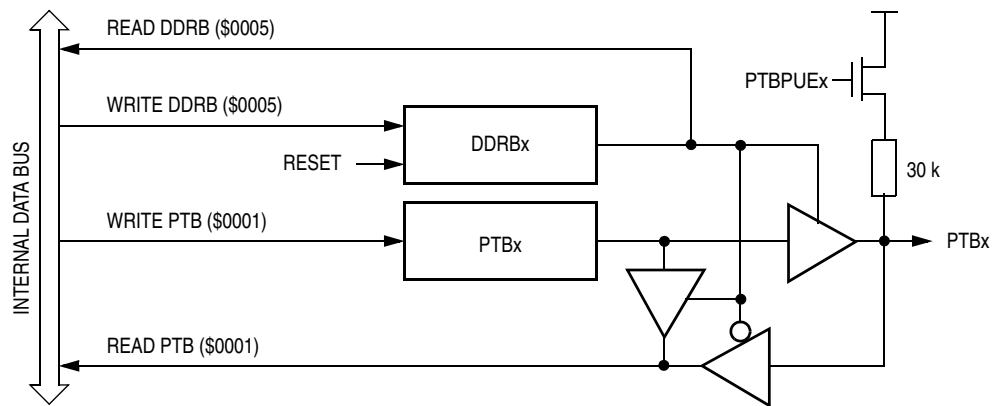 READ DDRB ($0005)
PTBPUEx
WRITE DDRB ($0005)
DDRBx
RESET
30 k
WRITE PTB ($0001)
PTBx
PTBx
INTERNAL DATA BUS
READ PTB ($0001)